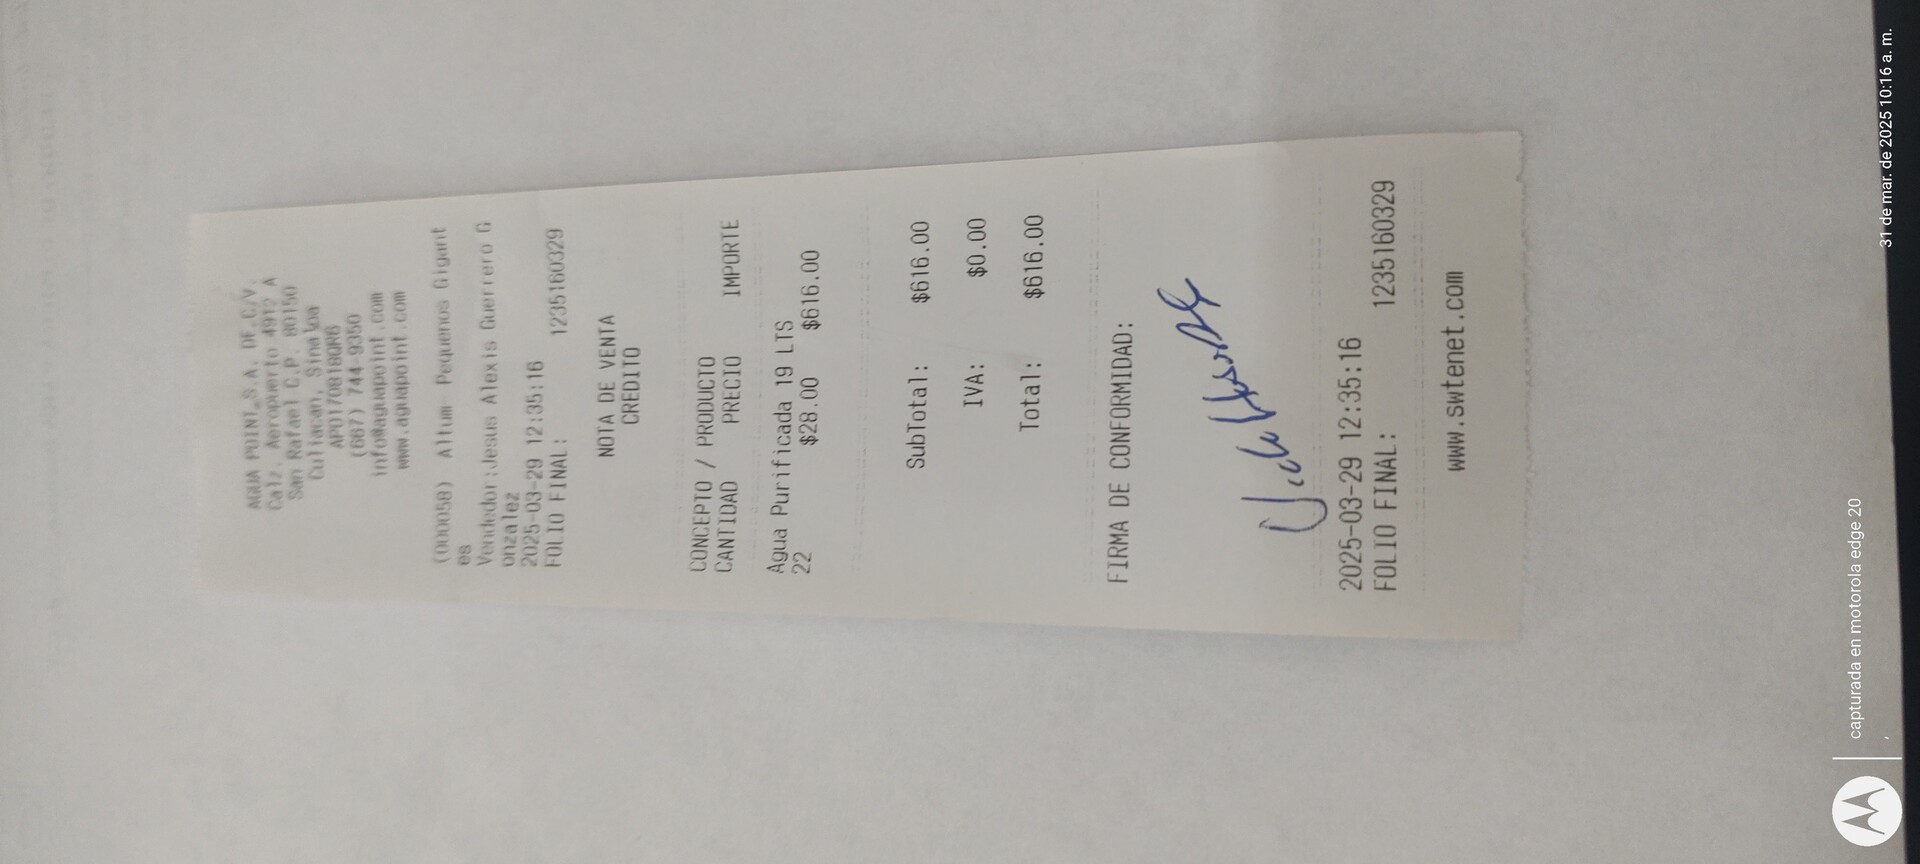 AGUA POINT S.A. DE C.V.
Calz. Aeropuerto 4912 A
San Rafael C.P. 80150
Culiacan, Sinaloa
(667) 744-9350
info@aguapoint.com
www.aguapoint.com
(000058) Altum- Pequenos Gigant
es
Vendedor:Jesus Alexis Guerrero G
onzalez
2025-03-29 12:35:16
FOLIO FINAL: 1235160329
NOTA DE VENTA
CREDITO
CONCEPTO / PRODUCTO
CANTIDAD PRECIO IMPORTE
Agua Purificada 19 LTS
22 $28.00 $616.00
SubTotal: $616.00
IVA: $0.00
Total: $616.00
FIRMA DE CONFORMIDAD:
2025-03-29 12:35:16
FOLIO FINAL: 1235160329
www.swtenet.com
capturada en motorola edge 20
31 de mar. de 2025 10:16 a. m.